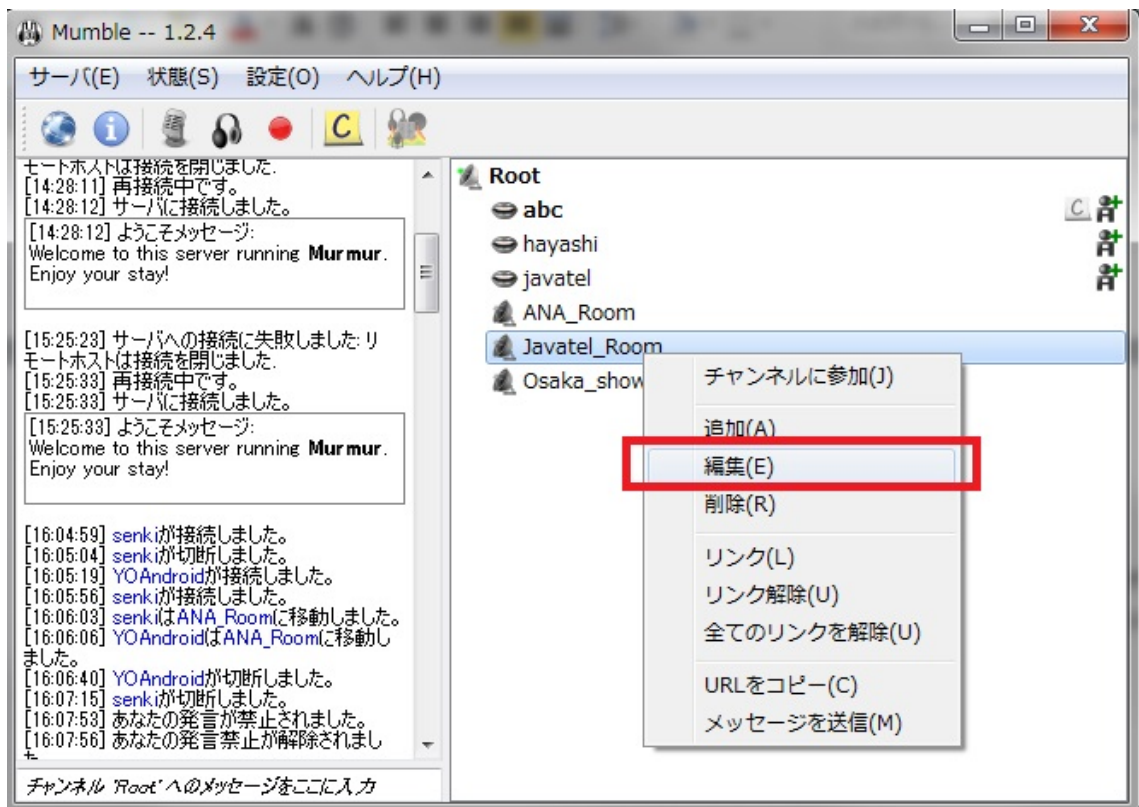 Mumble -- 1.2.4
サーバ(E) 状態(S) 設定(O) ヘルプ(H)
モートホストは接続を閉じました.
[14:28:11] 再接続中です。
[14:28:12] サーバに接続しました。
[14:28:12] ようこそメッセージ:
Welcome to this server running Murmur.
Enjoy your stay!
[15:25:23] サーバへの接続に失敗しました: リ
モートホストは接続を閉じました.
[15:25:33] 再接続中です。
[15:25:33] サーバに接続しました。
[15:25:33] ようこそメッセージ:
Welcome to this server running Murmur.
Enjoy your stay!
[16:04:59] senkiが接続しました。
[16:05:04] senkiが切断しました。
[16:05:19] YOAndroidが接続しました。
[16:05:56] senkiが接続しました。
[16:06:03] senkiはANA_Roomに移動しました。
[16:06:06] YOAndroidはANA_Roomに移動し
ました。
[16:06:40] YOAndroidが切断しました。
[16:07:15] senkiが切断しました。
[16:07:53] あなたの発言が禁止されました。
[16:07:56] あなたの発言禁止が解除されまし
チャンネル 'Root' へのメッセージをここに入力
Root
abc
hayashi
javatel
ANA_Room
Javatel_Room
Osaka_show
チャンネルに参加(J)
追加(A)
編集(E)
削除(R)
リンク(L)
リンク解除(U)
全てのリンクを解除(U)
URLをコピー(C)
メッセージを送信(M)